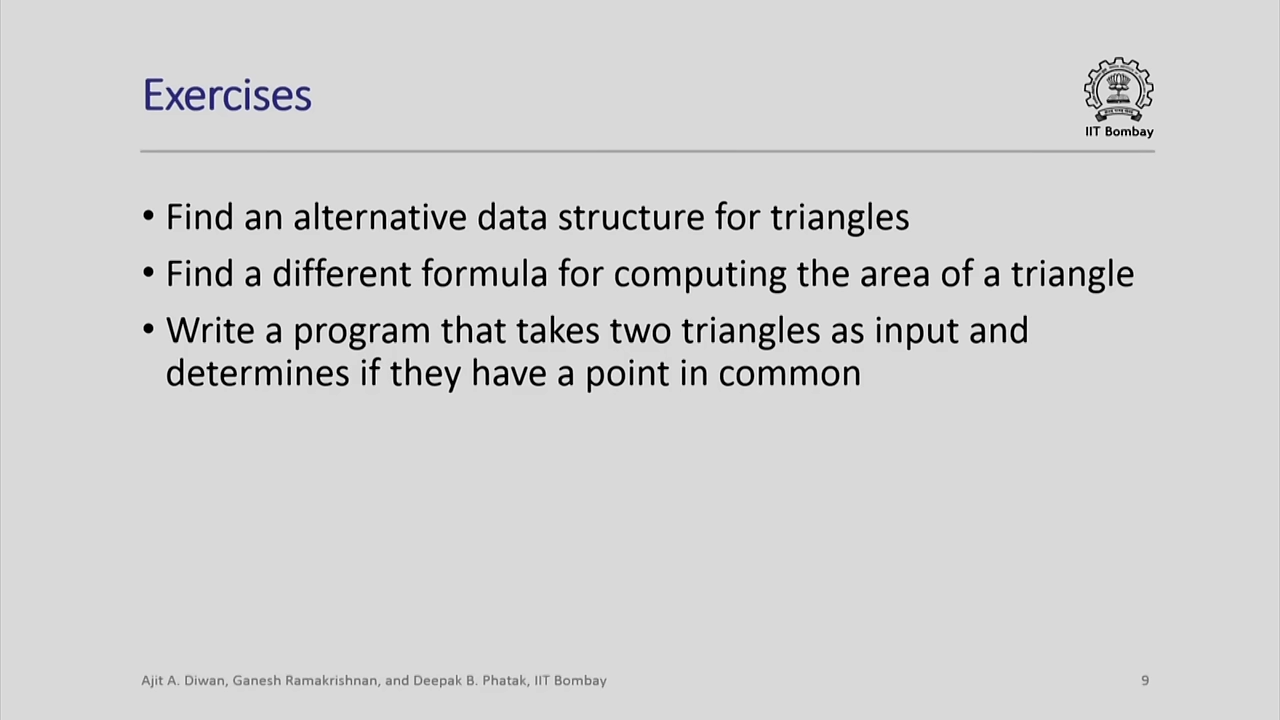 Exercises
IIT Bombay
• Find an alternative data structure for triangles
• Find a different formula for computing the area of a triangle
• Write a program that takes two triangles as input and
determines if they have a point in common
Ajit A. Diwan, Ganesh Ramakrishnan, and Deepak B. Phatak, IIT Bombay
9